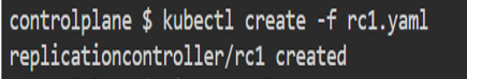 controlplane $ kubectl create -f rc1.yaml
replicationcontroller/rc1 created